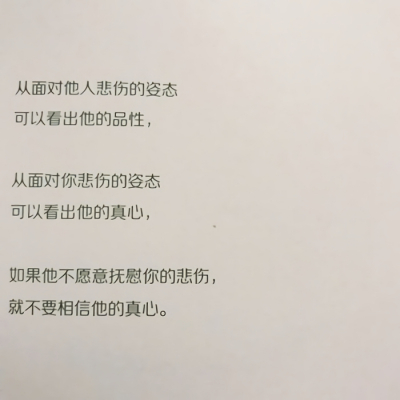 从面对他人悲伤的姿态
可以看出他的品性，
从面对你悲伤的姿态
可以看出他的真心，
如果他不愿意抚慰你的悲伤，
就不要相信他的真心。